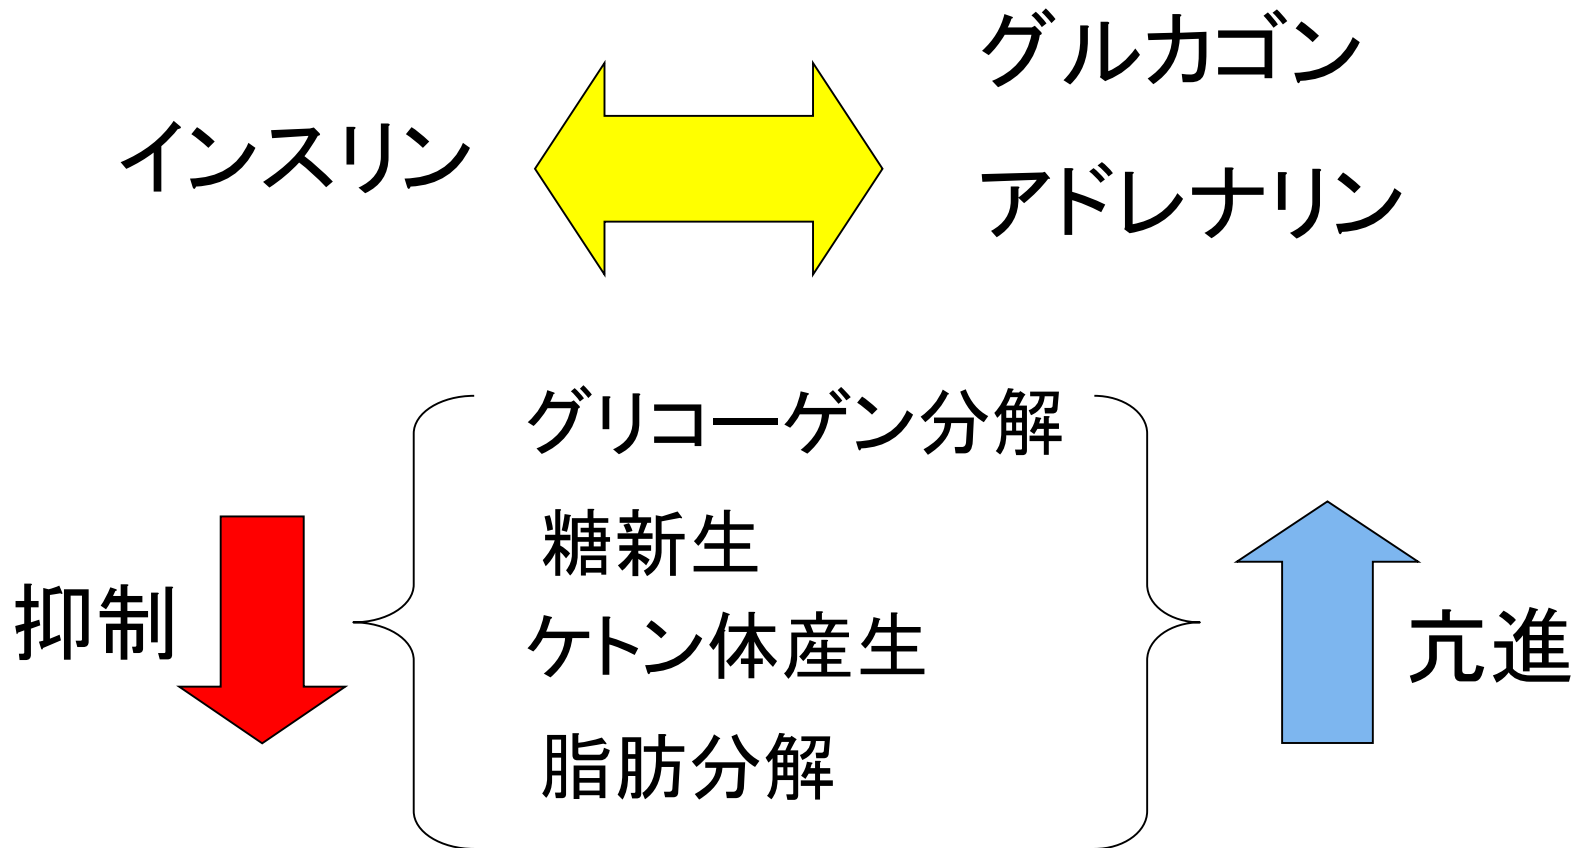 グルカゴン
インスリン
アドレナリン
グリコーゲン分解
糖新生
抑制
ケトン体産生
亢進
脂肪分解